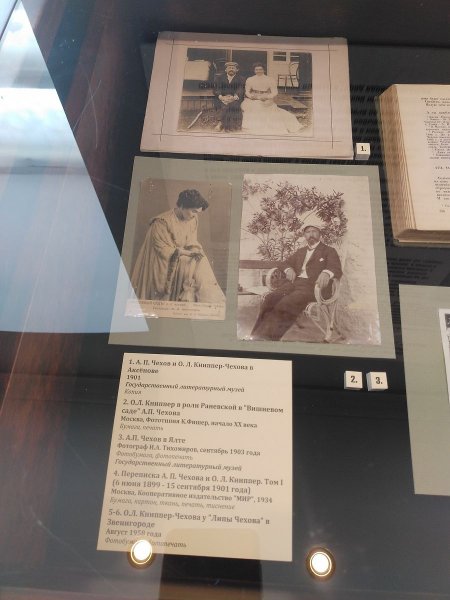 1.
2.
3.
1. А. П. Чехов и О. Л. Книппер-Чехова в
Аксёнове
1901
Государственный литературный музей
Копия
2. О.Л. Книппер в роли Раневской в "Вишневом
саде" А.П. Чехова
Москва, Фототипия К.Фишер, начало XX века
Бумага, печать
3. А.П. Чехов в Ялте
Фотограф И.А. Тихомиров, сентябрь 1903 года
Фотобумага, фотопечать
Государственный литературный музей
4. Переписка А. П. Чехова и О. Л. Книппер. Том I
(6 июня 1899 - 15 сентября 1901 года)
Москва, Кооперативное издательство "МИР", 1934
Бумага, картон, ткань, печать, тиснение
5-6. О.Л. Книппер-Чехова у "Липы Чехова" в
Звенигороде
Август 1958 года